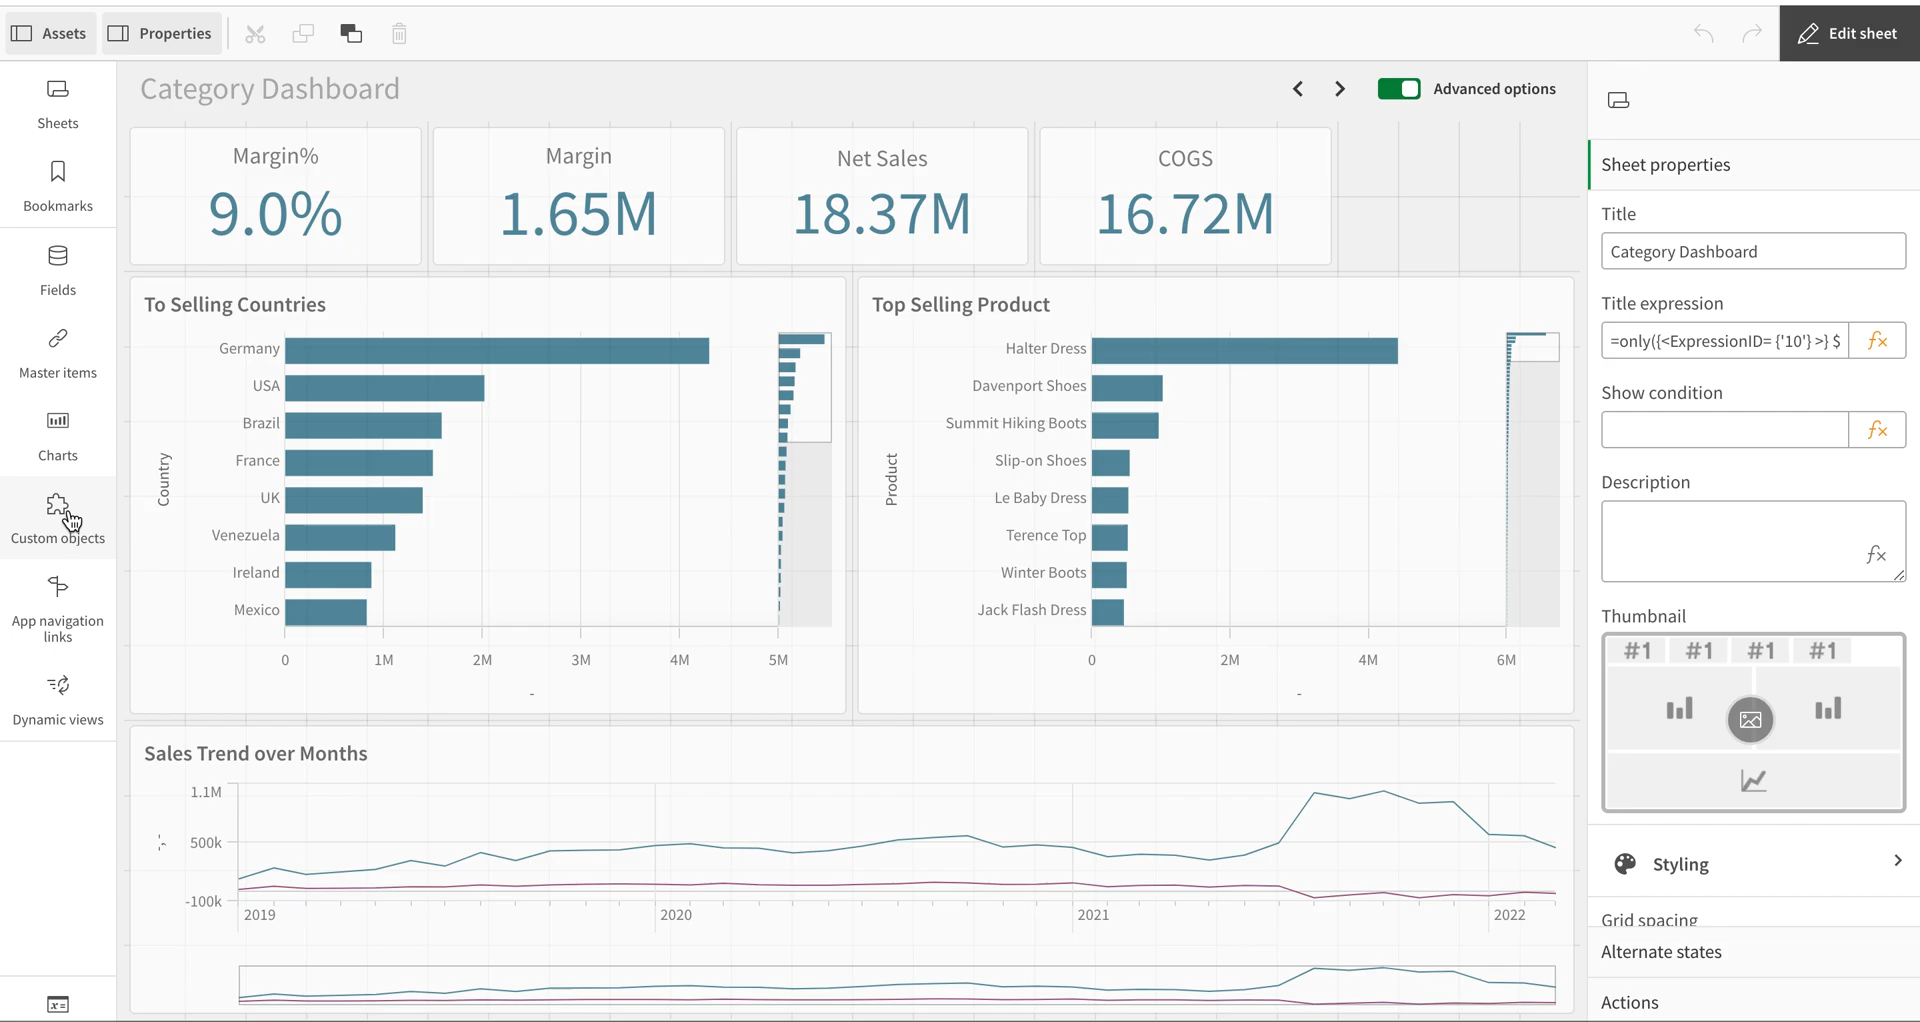 Assets
Properties
Edit sheet
Sheets
Bookmarks
Fields
Master items
Charts
Custom objects
App navigation
links
Dynamic views
Category Dashboard
Advanced options
Margin%
9.0%
Margin
1.65M
Net Sales
18.37M
COGS
16.72M
To Selling Countries
Country
Germany
USA
Brazil
France
UK
Venezuela
Ireland
Mexico
0 1M 2M 3M 4M 5M
-
Top Selling Product
Product
Halter Dress
Davenport Shoes
Summit Hiking Boots
Slip-on Shoes
Le Baby Dress
Terence Top
Winter Boots
Jack Flash Dress
0 2M 4M 6M
-
Sales Trend over Months
-, -
1.1M
500k
-100k
2019 2020 2021 2022
Sheet properties
Title
Category Dashboard
Title expression
=only({<ExpressionID= {'10'} >} $
fx
Show condition
fx
Description
fx
Thumbnail
#1 #1 #1 #1
Styling
Grid spacing
Alternate states
Actions
x=